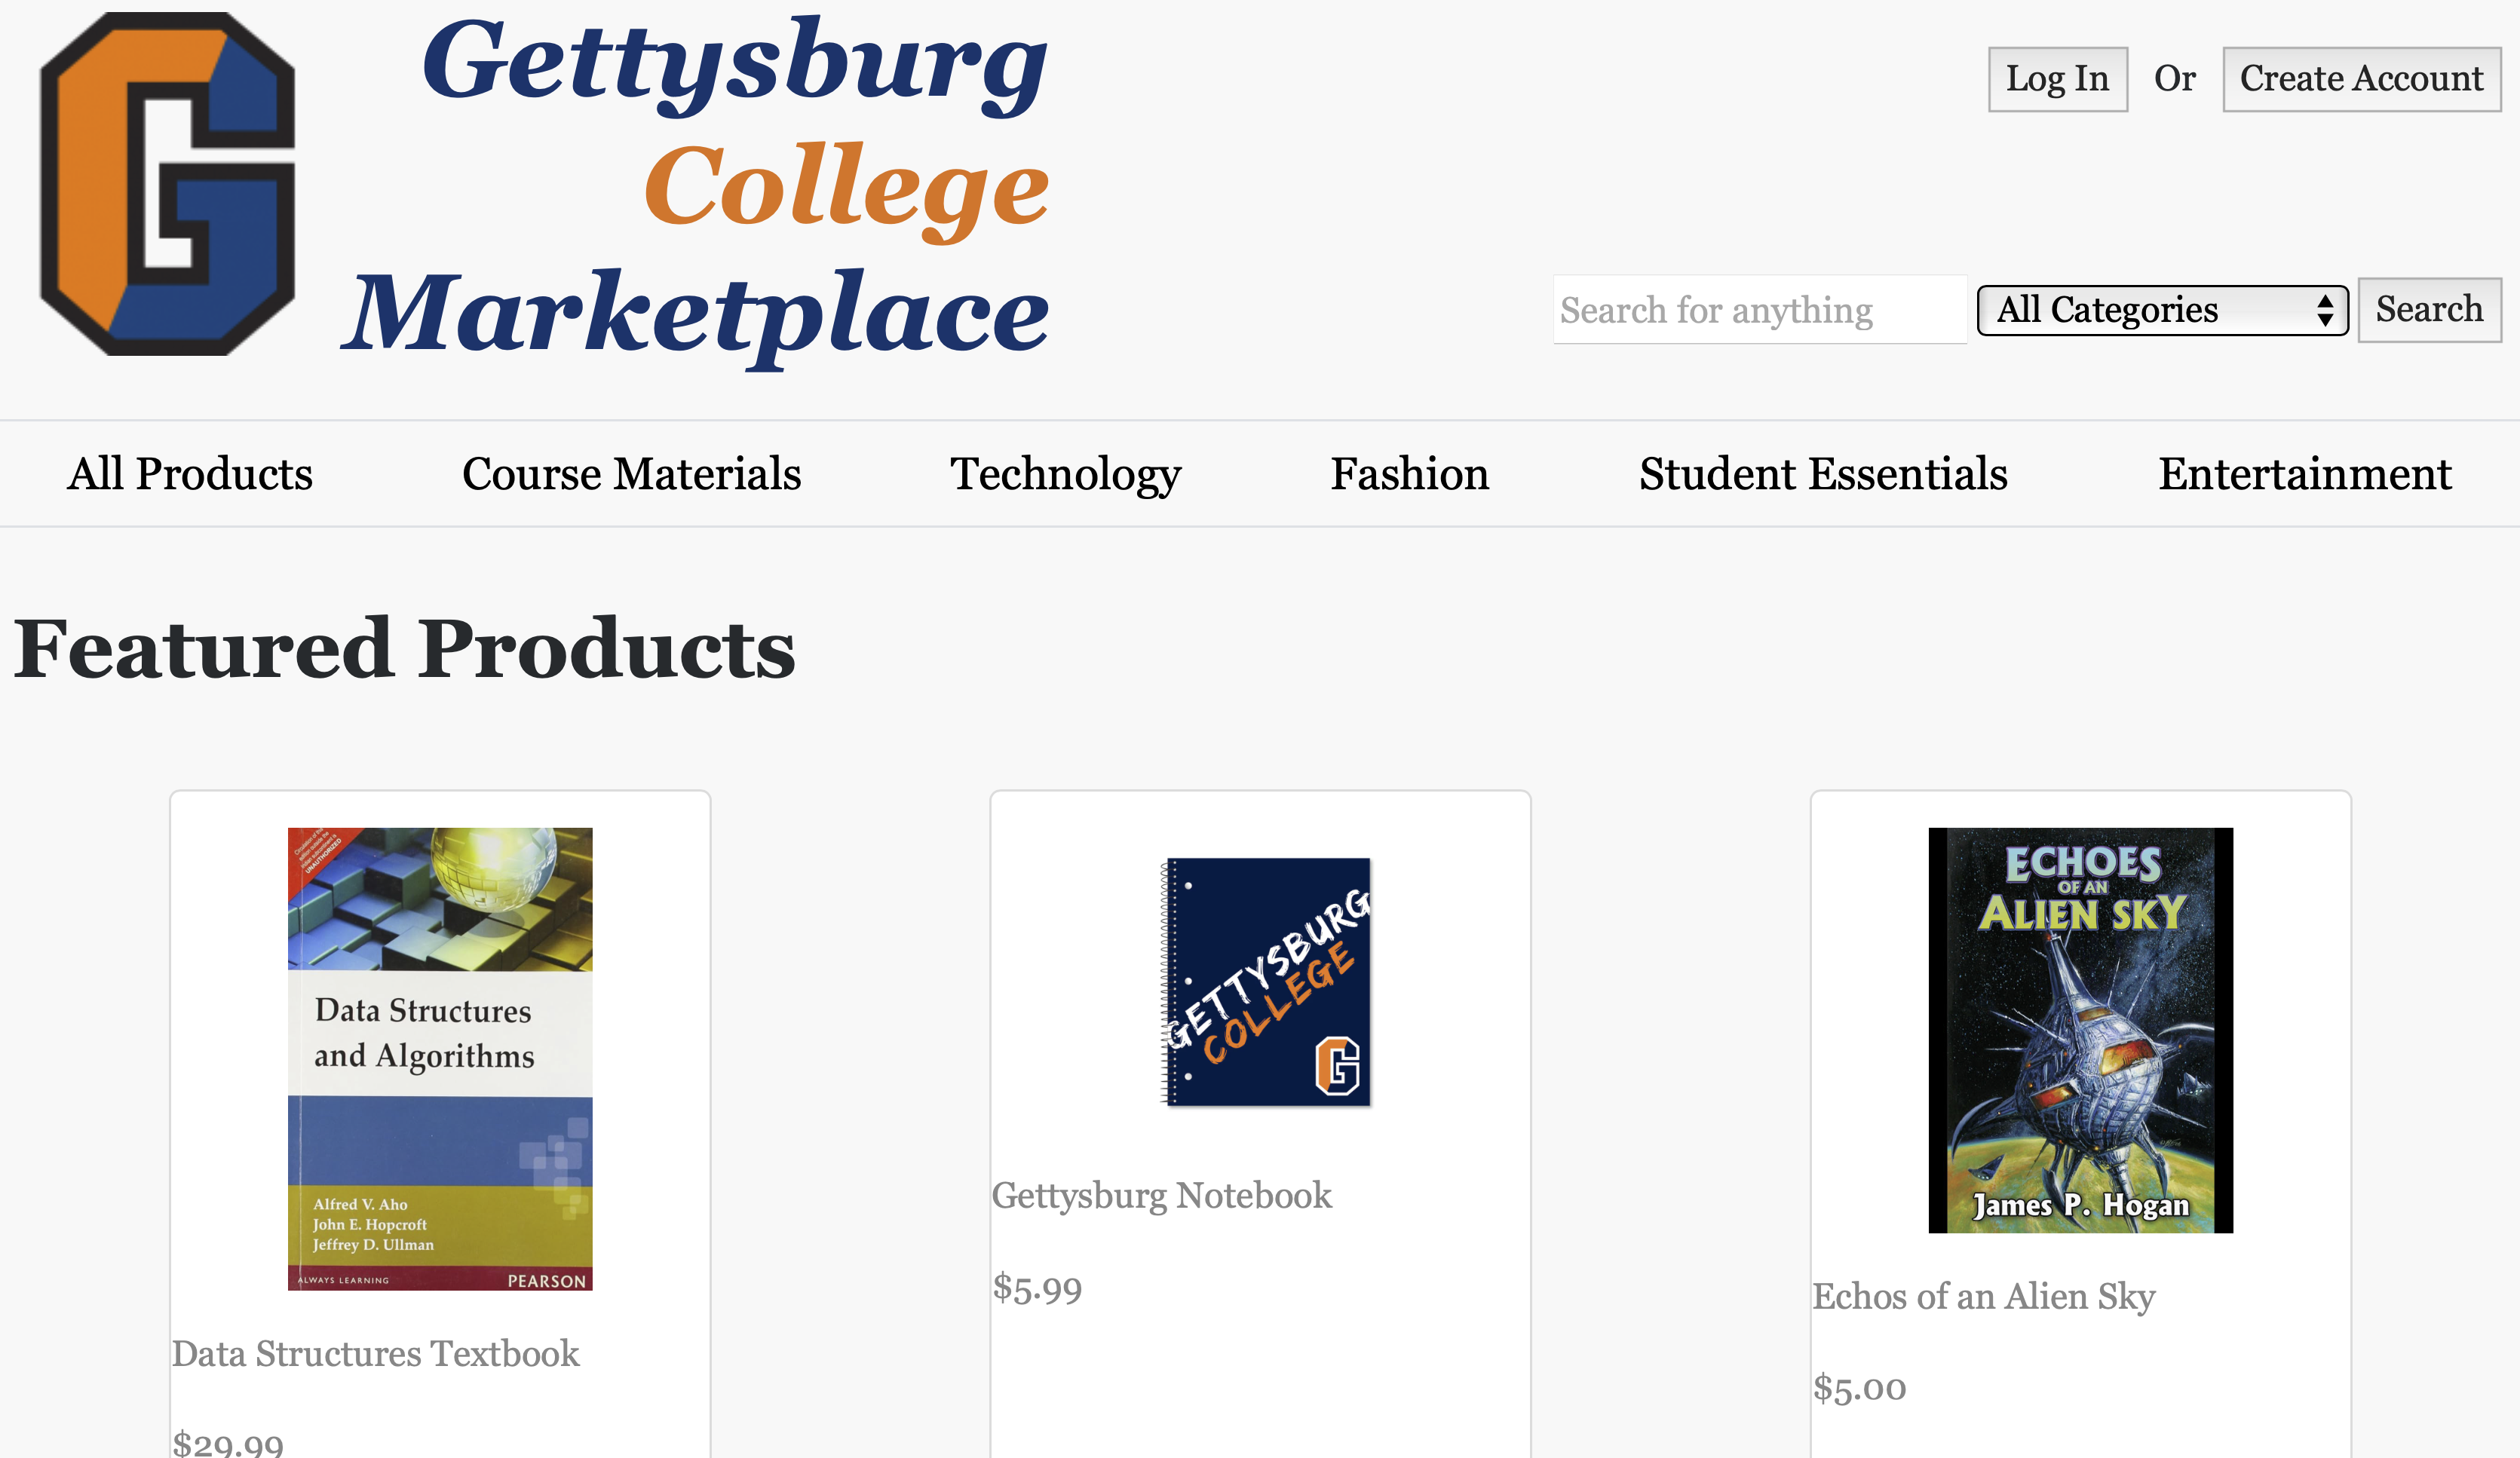 Gettysburg
College
Marketplace
Log In Or Create Account
Search for anything All Categories Search
All Products Course Materials Technology Fashion Student Essentials Entertainment
Featured Products
UNAUTHORIZED
Data Structures
and Algorithms
Alfred V. Aho
John E. Hopcroft
Jeffrey D. Ullman
ALWAYS LEARNING PEARSON
Data Structures Textbook
$29.99
GETTYSBURG
COLLEGE
G
Gettysburg Notebook
$5.99
ECHOES
OF AN
ALIEN SKY
James P. Hogan
Echos of an Alien Sky
$5.00